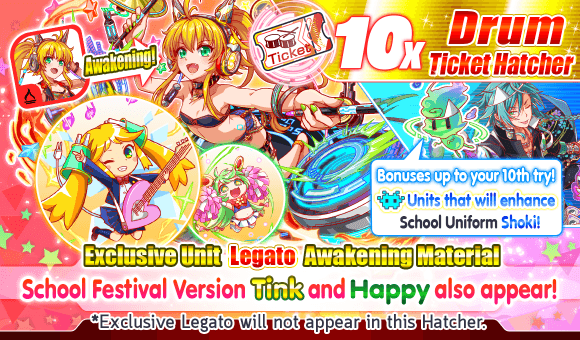 Awakening!
Ticket
10x
Drum
Ticket Hatcher
Bonuses up to your 10th try!
Units that will enhance
School Uniform Shoki!
Exclusive Unit Legato Awakening Material
School Festival Version Tink and Happy also appear!
*Exclusive Legato will not appear in this Hatcher.